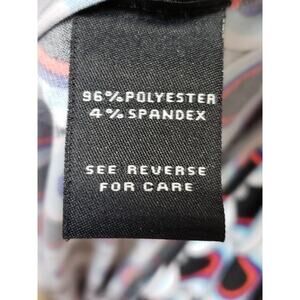 96% POLYESTER
4% SPANDEX
SEE REVERSE
FOR CARE